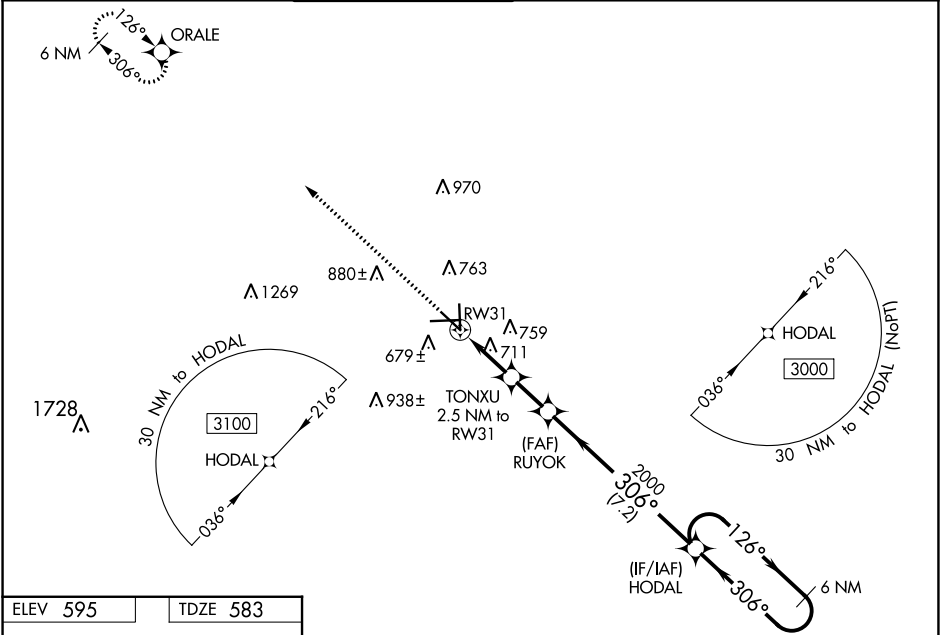 126°
ORALE
6 NM
306°
970
880±
763
1269
RW31
759
679±
711
216°
HODAL
3000
036°
30 NM to HODAL (NoPT)
30 NM to HODAL
216°
3100
HODAL
036°
1728
938±
TONXU
2.5 NM to
RW31
(FAF)
RUYOK
2000
306°
(7.2)
126°
(IF/IAF)
HODAL
306°
6 NM
ELEV 595
TDZE 583